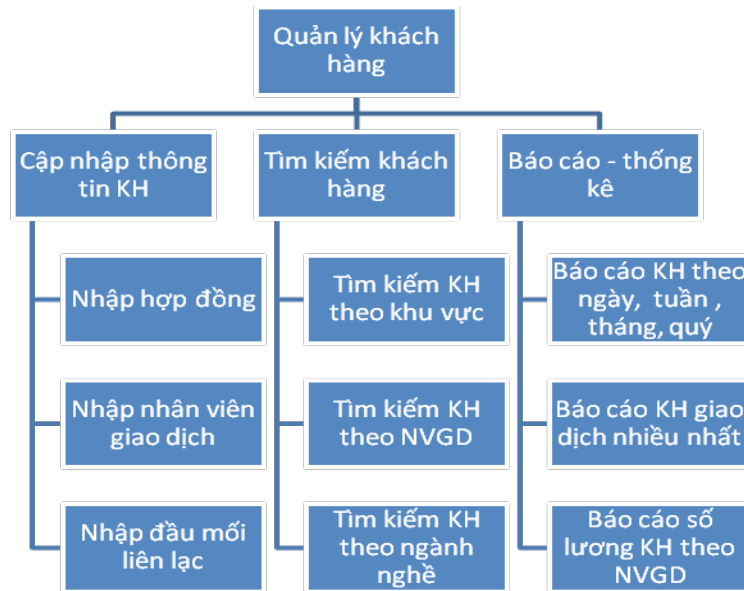 Quản lý khách
hàng
Cập nhập thông
tin KH
Tìm kiếm khách
hàng
Báo cáo - thống
kê
Nhập hợp đồng
Tìm kiếm KH
theo khu vực
Báo cáo KH theo
ngày, tuần ,
tháng, quý
Nhập nhân viên
giao dịch
Tìm kiếm KH
theo NVGD
Báo cáo KH giao
dịch nhiều nhất
Nhập đầu mối
liên lạc
Tìm kiếm KH
theo ngành
nghề
Báo cáo số
lương KH theo
NVGD